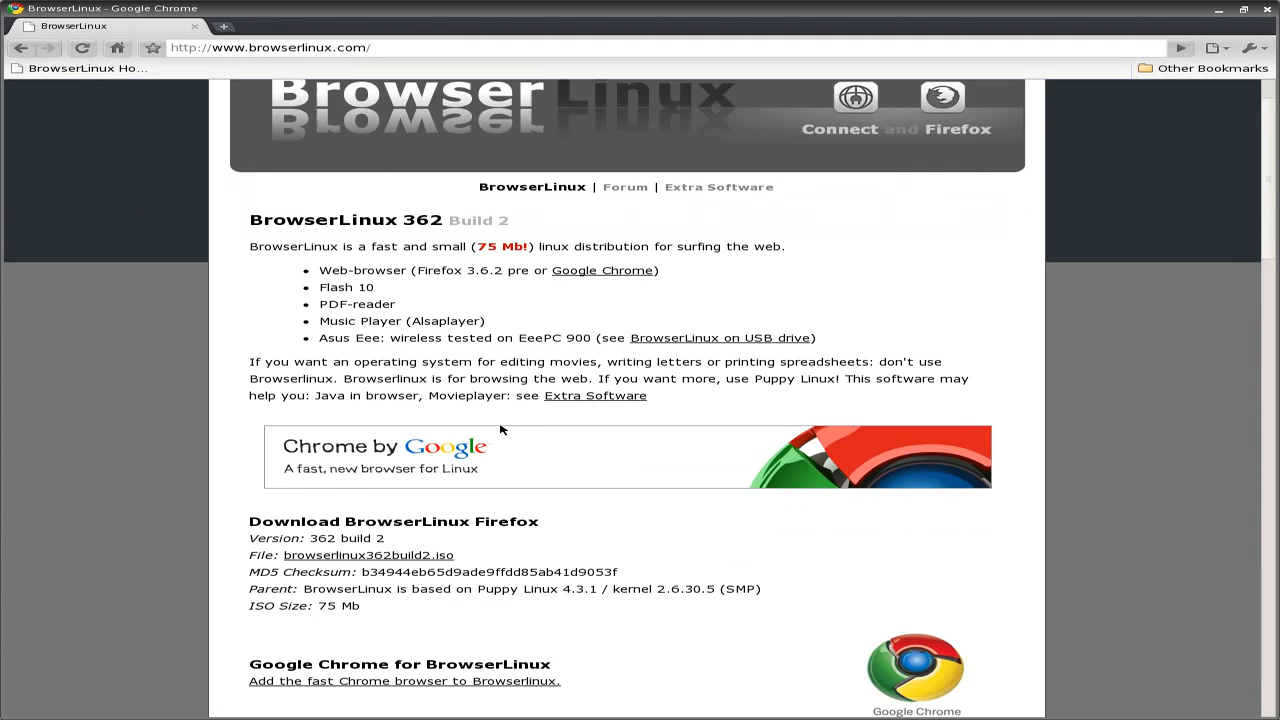 BrowserLinux - Google Chrome
BrowserLinux
http://www.browserlinux.com/
BrowserLinux Ho... Other Bookmarks
Browser Linux
Connect and Firefox
BrowserLinux | Forum | Extra Software
BrowserLinux 362 Build 2
BrowserLinux is a fast and small (75 Mb!) linux distribution for surfing the web.
Web-browser (Firefox 3.6.2 pre or Google Chrome)
Flash 10
PDF-reader
Music Player (Alsaplayer)
Asus Eee: wireless tested on EeePC 900 (see BrowserLinux on USB drive)
If you want an operating system for editing movies, writing letters or printing spreadsheets: don't use
Browserlinux. Browserlinux is for browsing the web. If you want more, use Puppy Linux! This software may
help you: Java in browser, Movieplayer: see Extra Software
Chrome by Google
A fast, new browser for Linux
Download BrowserLinux Firefox
Version: 362 build 2
File: browserlinux362build2.iso
MD5 Checksum: b34944eb65d9ade9ffdd85ab41d9053f
Parent: BrowserLinux is based on Puppy Linux 4.3.1 / kernel 2.6.30.5 (SMP)
ISO Size: 75 Mb
Google Chrome for BrowserLinux
Add the fast Chrome browser to Browserlinux.
Google Chrome